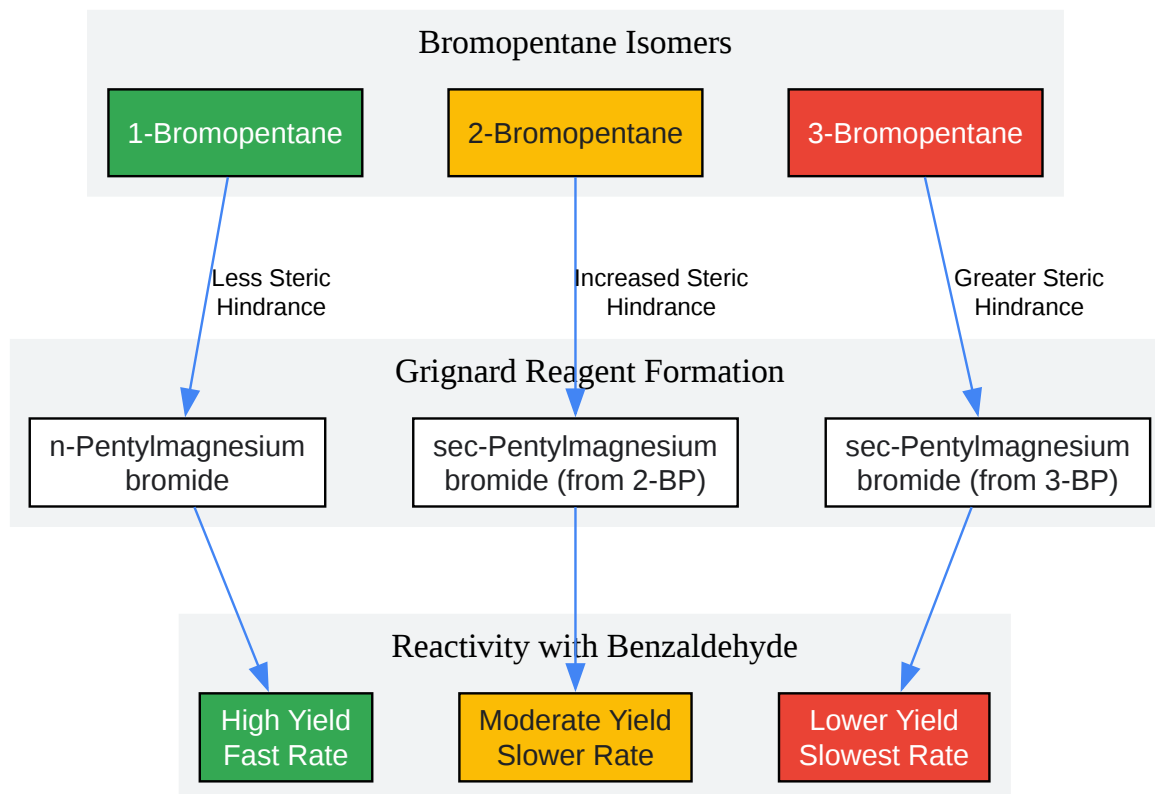 Bromopentane Isomers
1-Bromopentane
2-Bromopentane
3-Bromopentane
Less Steric
Hindrance
Increased Steric
Hindrance
Greater Steric
Hindrance
Grignard Reagent Formation
n-Pentylmagnesium
bromide
sec-Pentylmagnesium
bromide (from 2-BP)
sec-Pentylmagnesium
bromide (from 3-BP)
Reactivity with Benzaldehyde
High Yield
Fast Rate
Moderate Yield
Slower Rate
Lower Yield
Slowest Rate